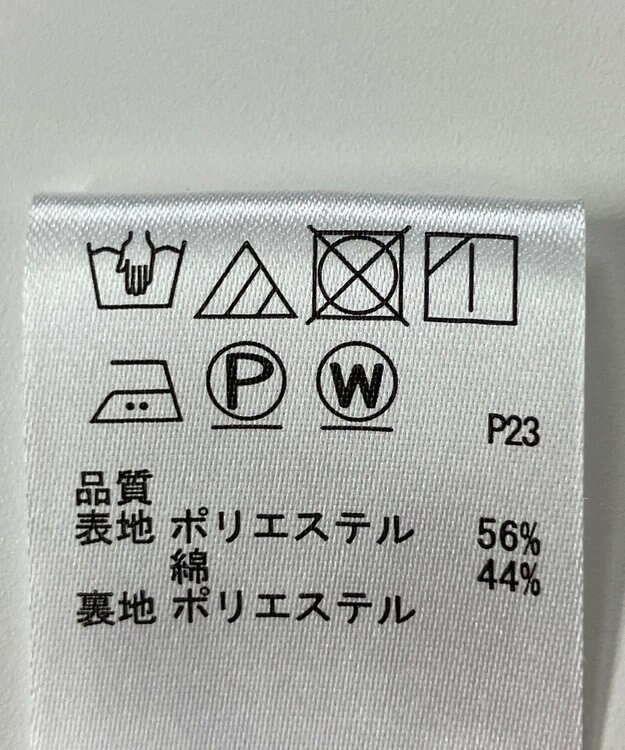 P W
P23
品質
表地 ポリエステル 56%
綿 44%
裏地 ポリエステル